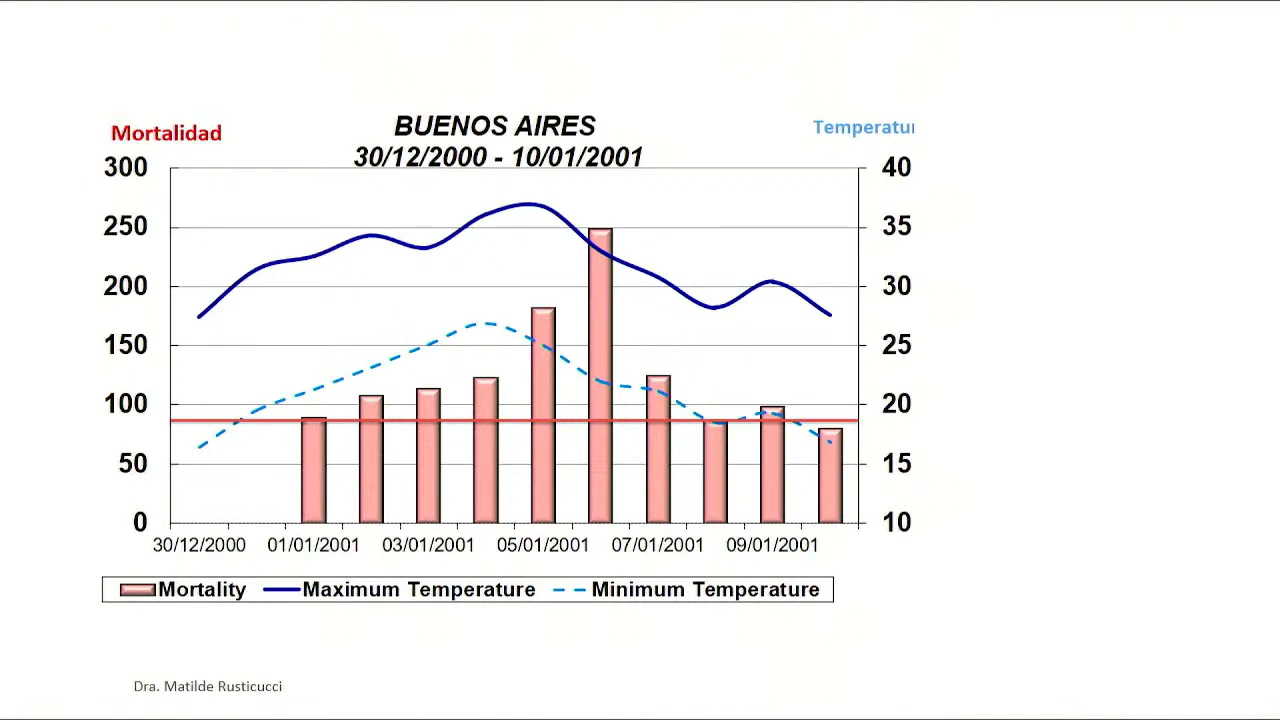 Mortalidad
BUENOS AIRES
30/12/2000 - 10/01/2001
Temperatur
300
250
200
150
100
50
0
40
35
30
25
20
15
10
30/12/2000 01/01/2001 03/01/2001 05/01/2001 07/01/2001 09/01/2001
Mortality Maximum Temperature Minimum Temperature
Dra. Matilde Rusticucci